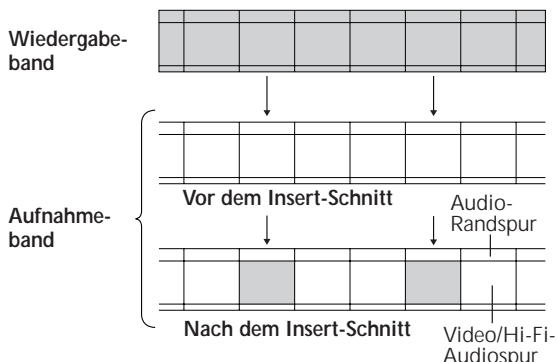 Wiedergabe-
band
Vor dem Insert-Schnitt
Aufnahme-
band
Audio-
Randspur
Nach dem Insert-Schnitt
Video/Hi-Fi-
Audiospur